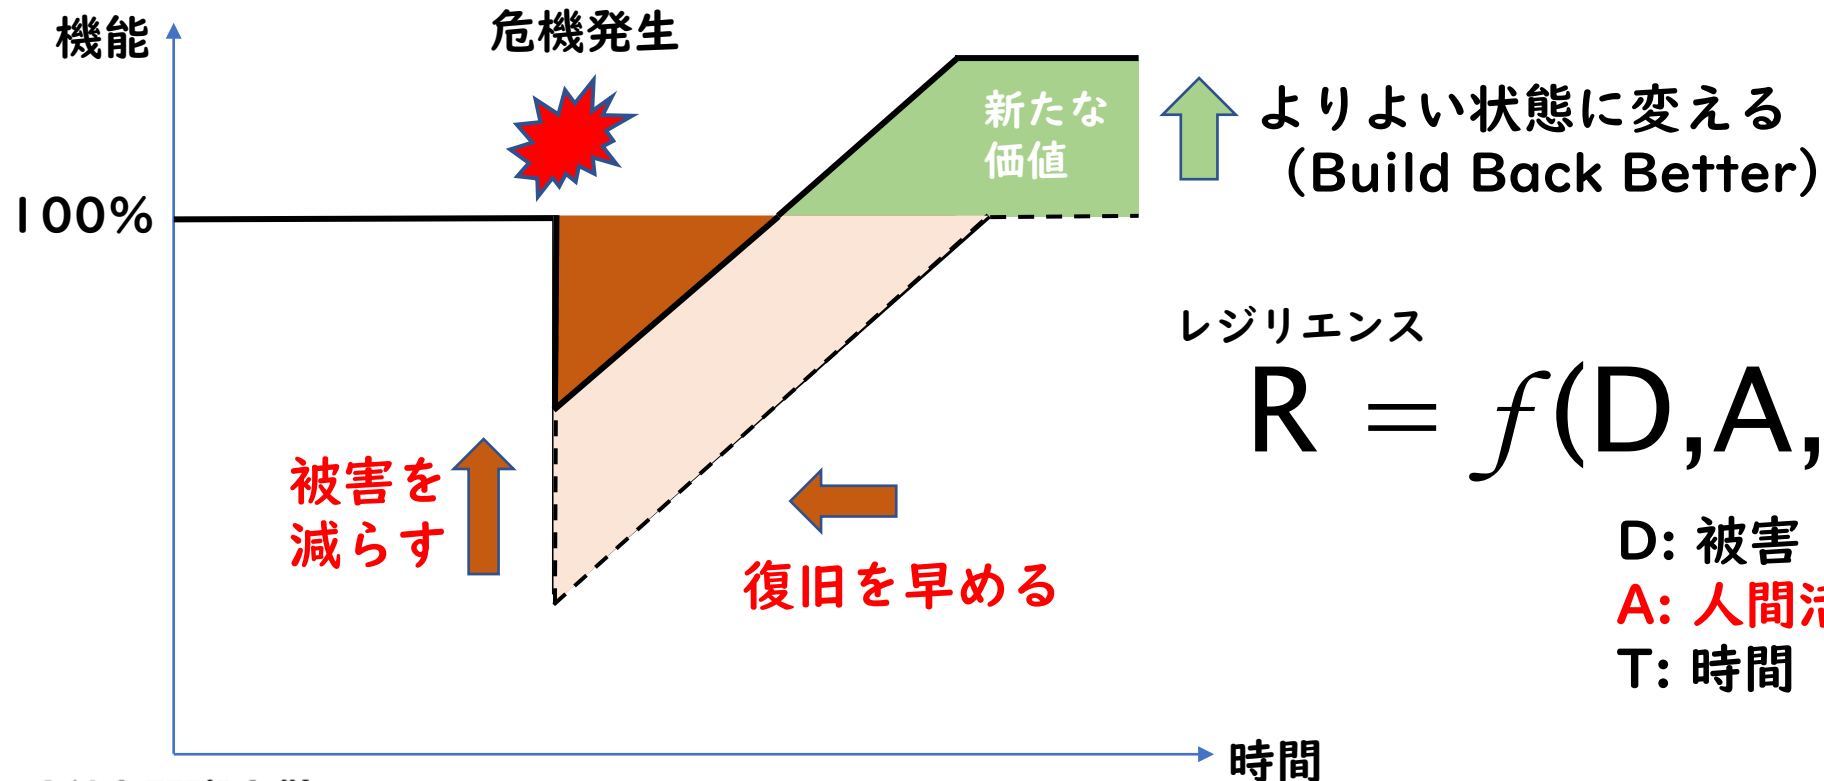 機能
危機発生
新たな
価値
よりよい状態に変える
(Build Back Better)
100%
レジリエンス
R = f(D,A,
被害を
減らす
復旧を早める
D: 被害
A: 人間活
T: 時間
時間